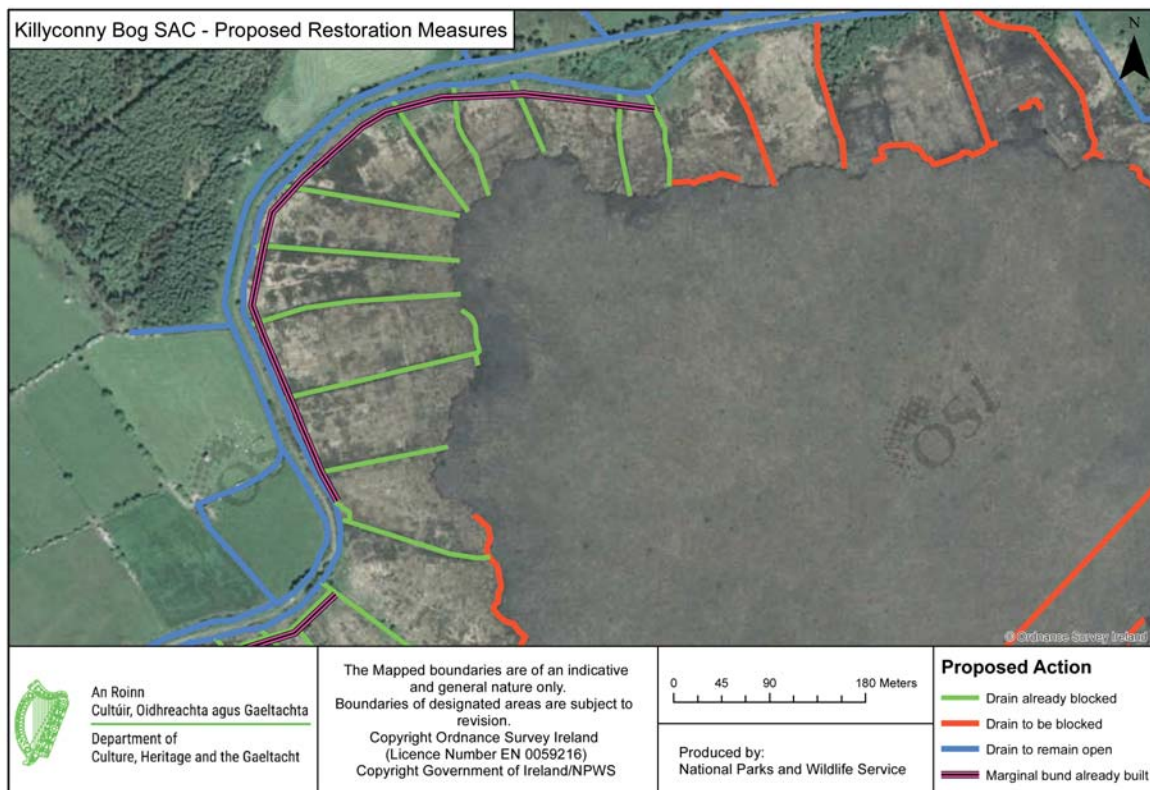 Killyconny Bog SAC - Proposed Restoration Measures
N
osi
© Ordnance Survey Ireland
An Roinn
Cultúir, Oidhreachta agus Gaeltachta
Department of
Culture, Heritage and the Gaeltacht
The Mapped boundaries are of an indicative
and general nature only.
Boundaries of designated areas are subject to
revision.
Copyright Ordnance Survey Ireland
(Licence Number EN 0059216)
Copyright Government of Ireland/NPWS
0 45 90 180 Meters
Produced by:
National Parks and Wildlife Service
Proposed Action
Drain already blocked
Drain to be blocked
Drain to remain open
Marginal bund already built